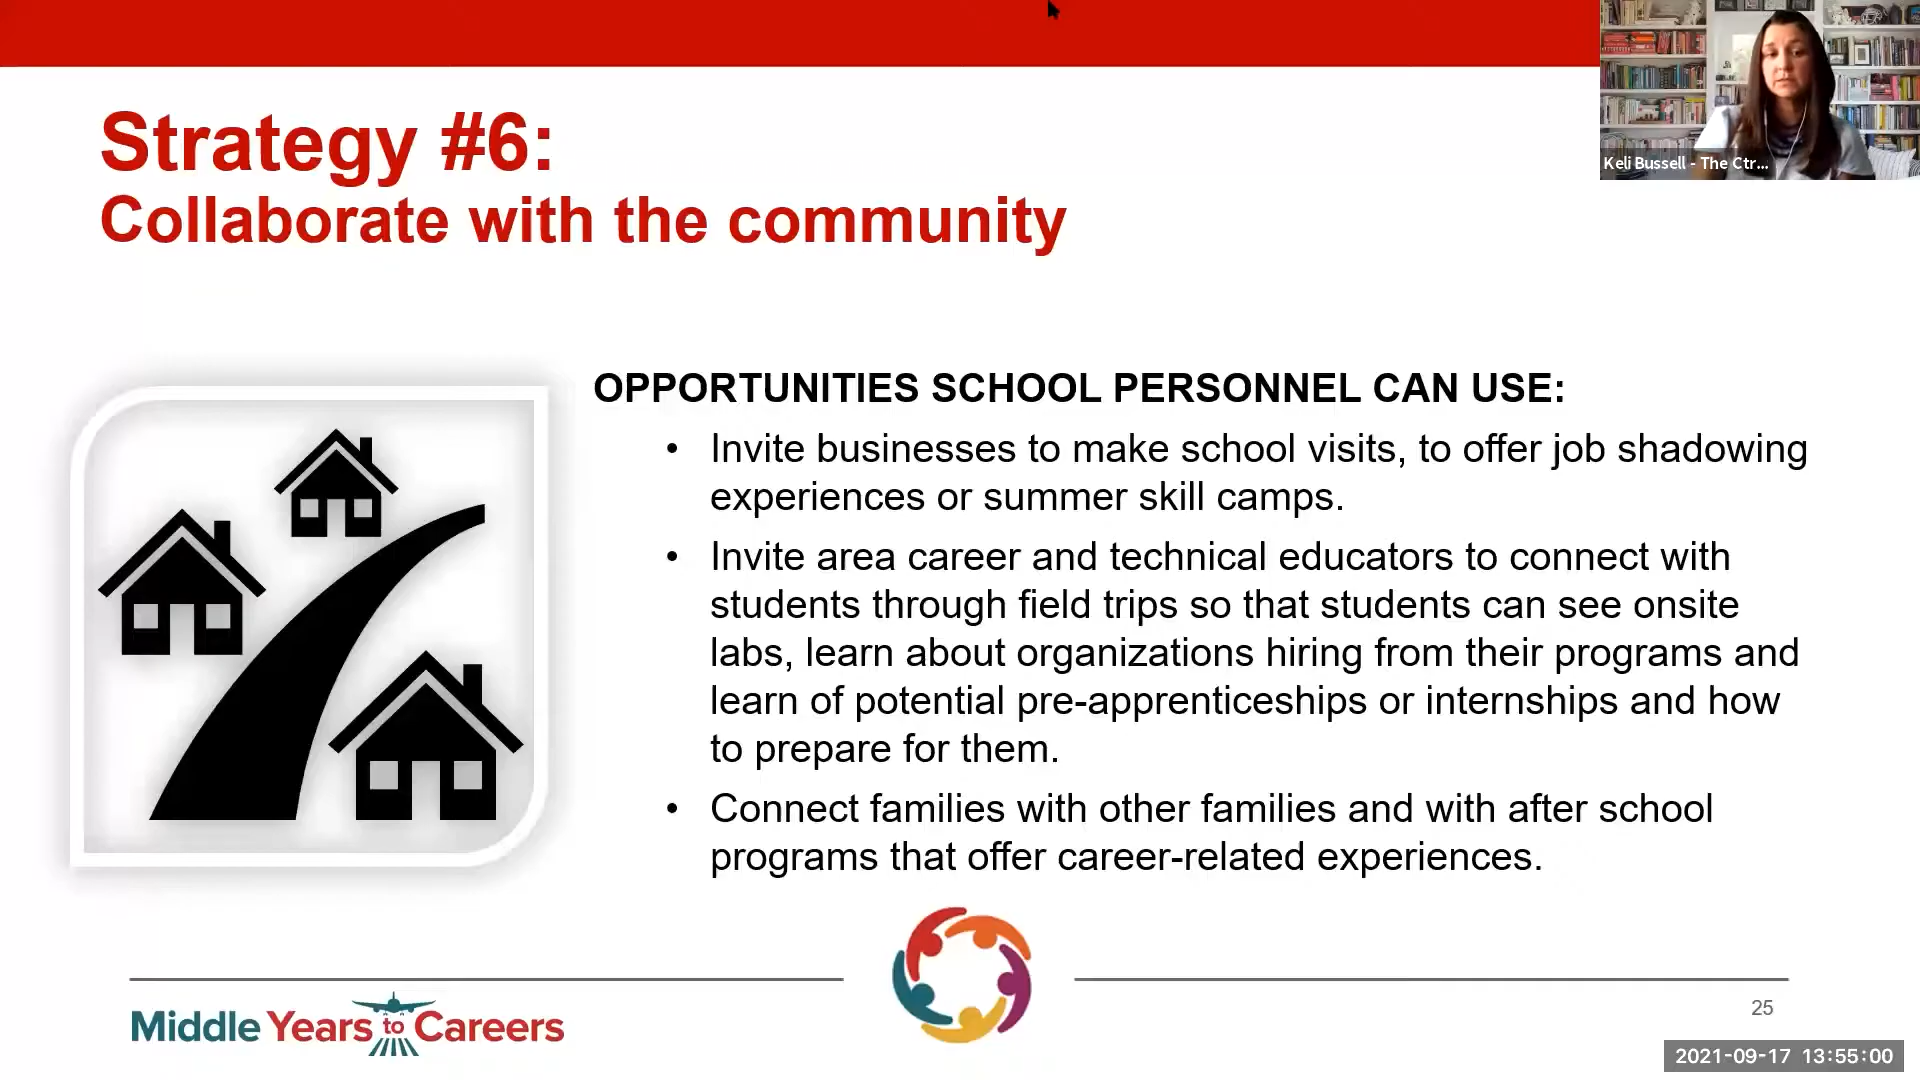 Strategy #6:
Collaborate with the community
Keli Bussell - The Ctr...
OPPORTUNITIES SCHOOL PERSONNEL CAN USE:
• Invite businesses to make school visits, to offer job shadowing
experiences or summer skill camps.
• Invite area career and technical educators to connect with
students through field trips so that students can see onsite
labs, learn about organizations hiring from their programs and
learn of potential pre-apprenticeships or internships and how
to prepare for them.
• Connect families with other families and with after school
programs that offer career-related experiences.
Middle Years to Careers
25
2021-09-17 13:55:00